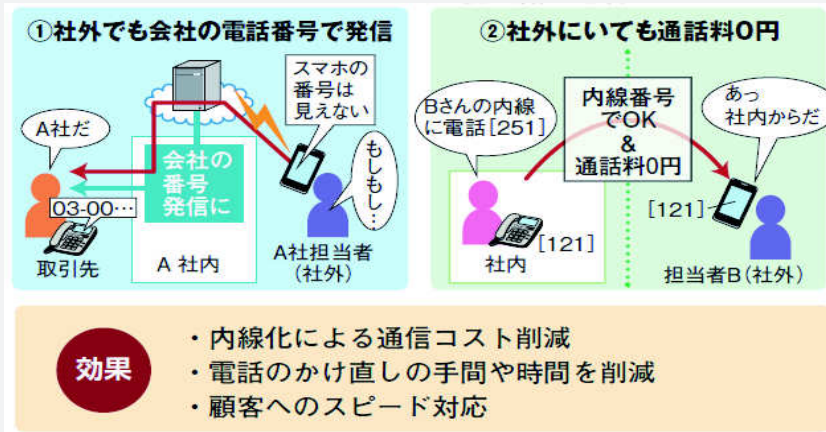 ①社外でも会社の電話番号で発信
スマホの
番号は
見えない
A社だ
会社の
番号
発信に
もしもし…
03-00…
取引先
A 社内
A社担当者
(社外)
②社外にいても通話料0円
Bさんの内線
に電話[251]
内線番号
でOK
&
通話料0円
あっ
社内からだ
[121]
社内
[121]
担当者B(社外)
効果
・内線化による通信コスト削減
・電話のかけ直しの手間や時間を削減
・顧客へのスピード対応